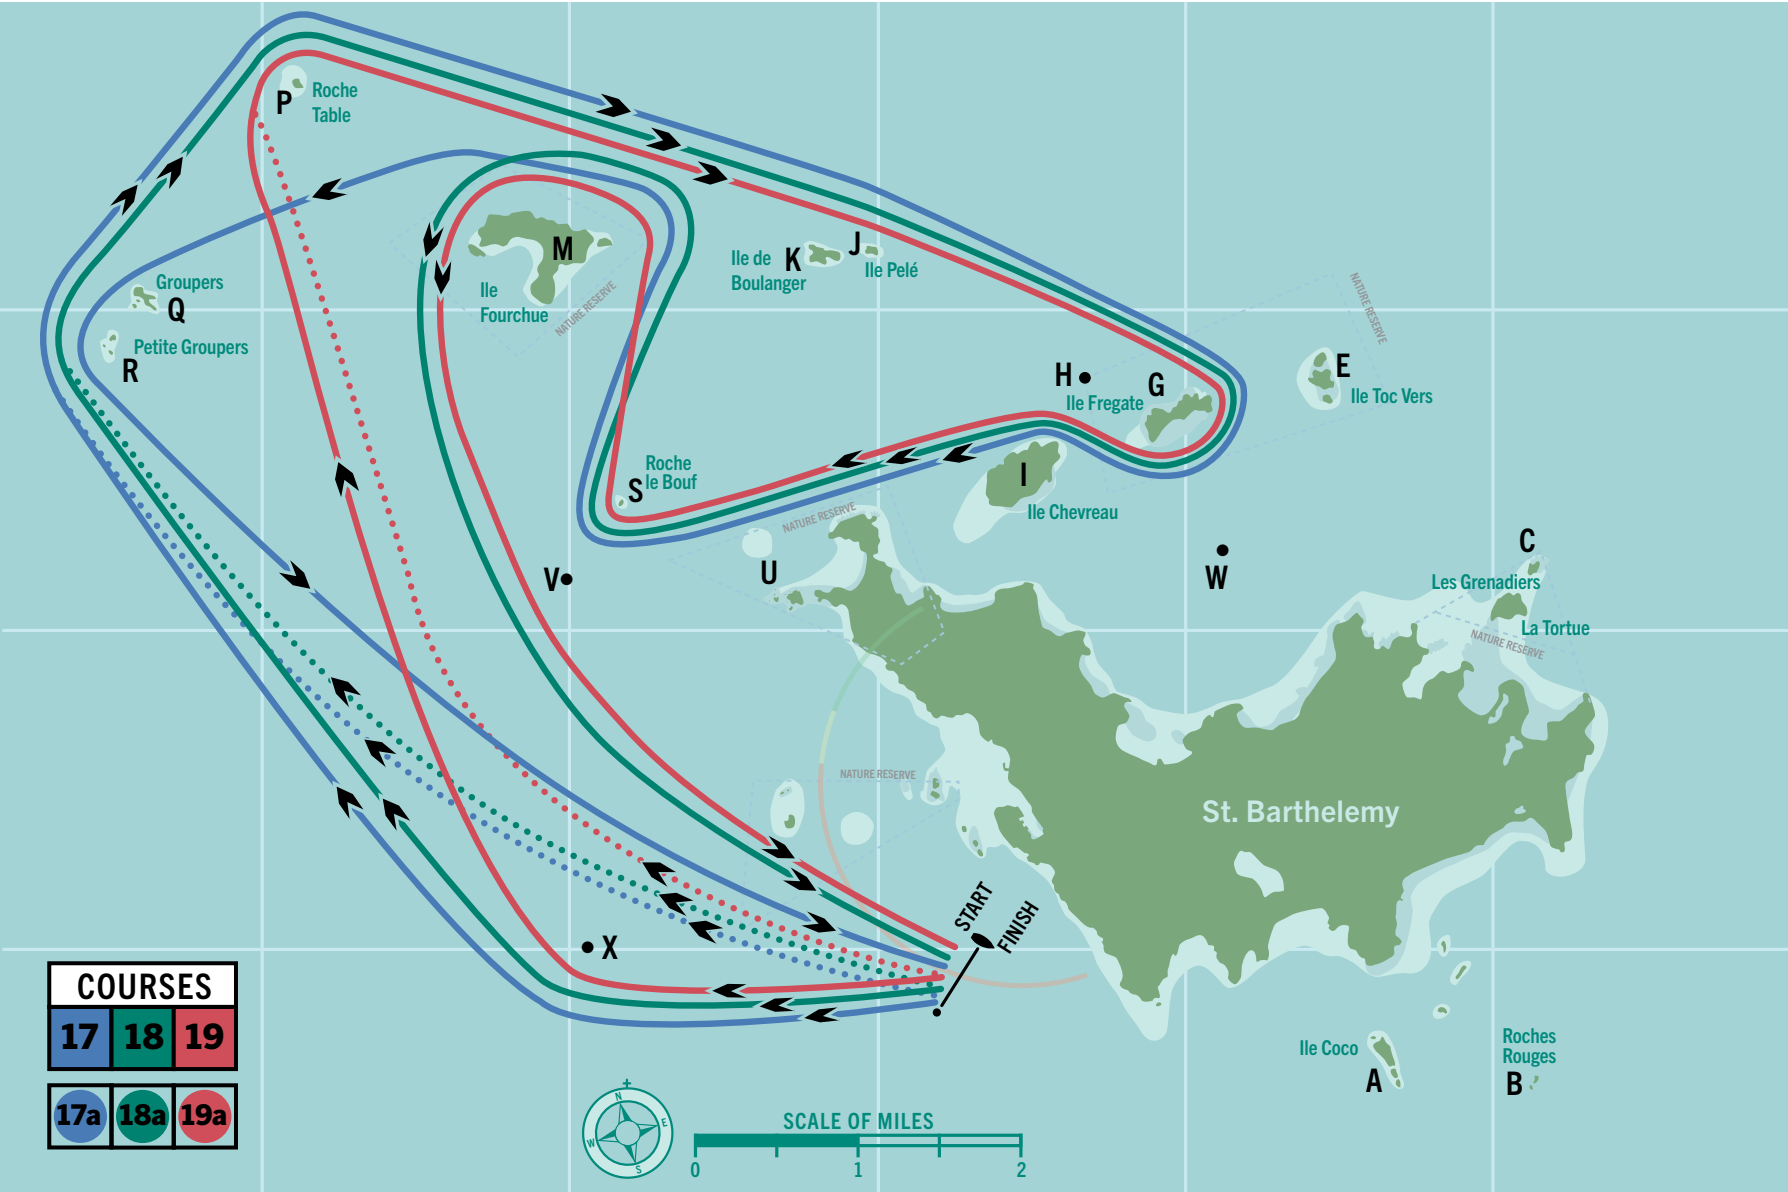 P
Roche
Table
Groupers
Q
Petite Groupers
R
M
Ile
Fourchue
NATURE RESERVE
Ile de
Boulanger
K
J
Ile Pelé
H
G
Ile Fregate
NATURE RESERVE
E
Ile Toc Vers
S
Roche
le Bouf
I
Ile Chevreau
NATURE RESERVE
U
V
W
C
Les Grenadiers
La Tortue
NATURE RESERVE
NATURE RESERVE
St. Barthelemy
START
FINISH
X
COURSES
17 18 19
17a 18a 19a
N
E
S
W
SCALE OF MILES
0 1 2
Ile Coco
A
Roches
Rouges
B